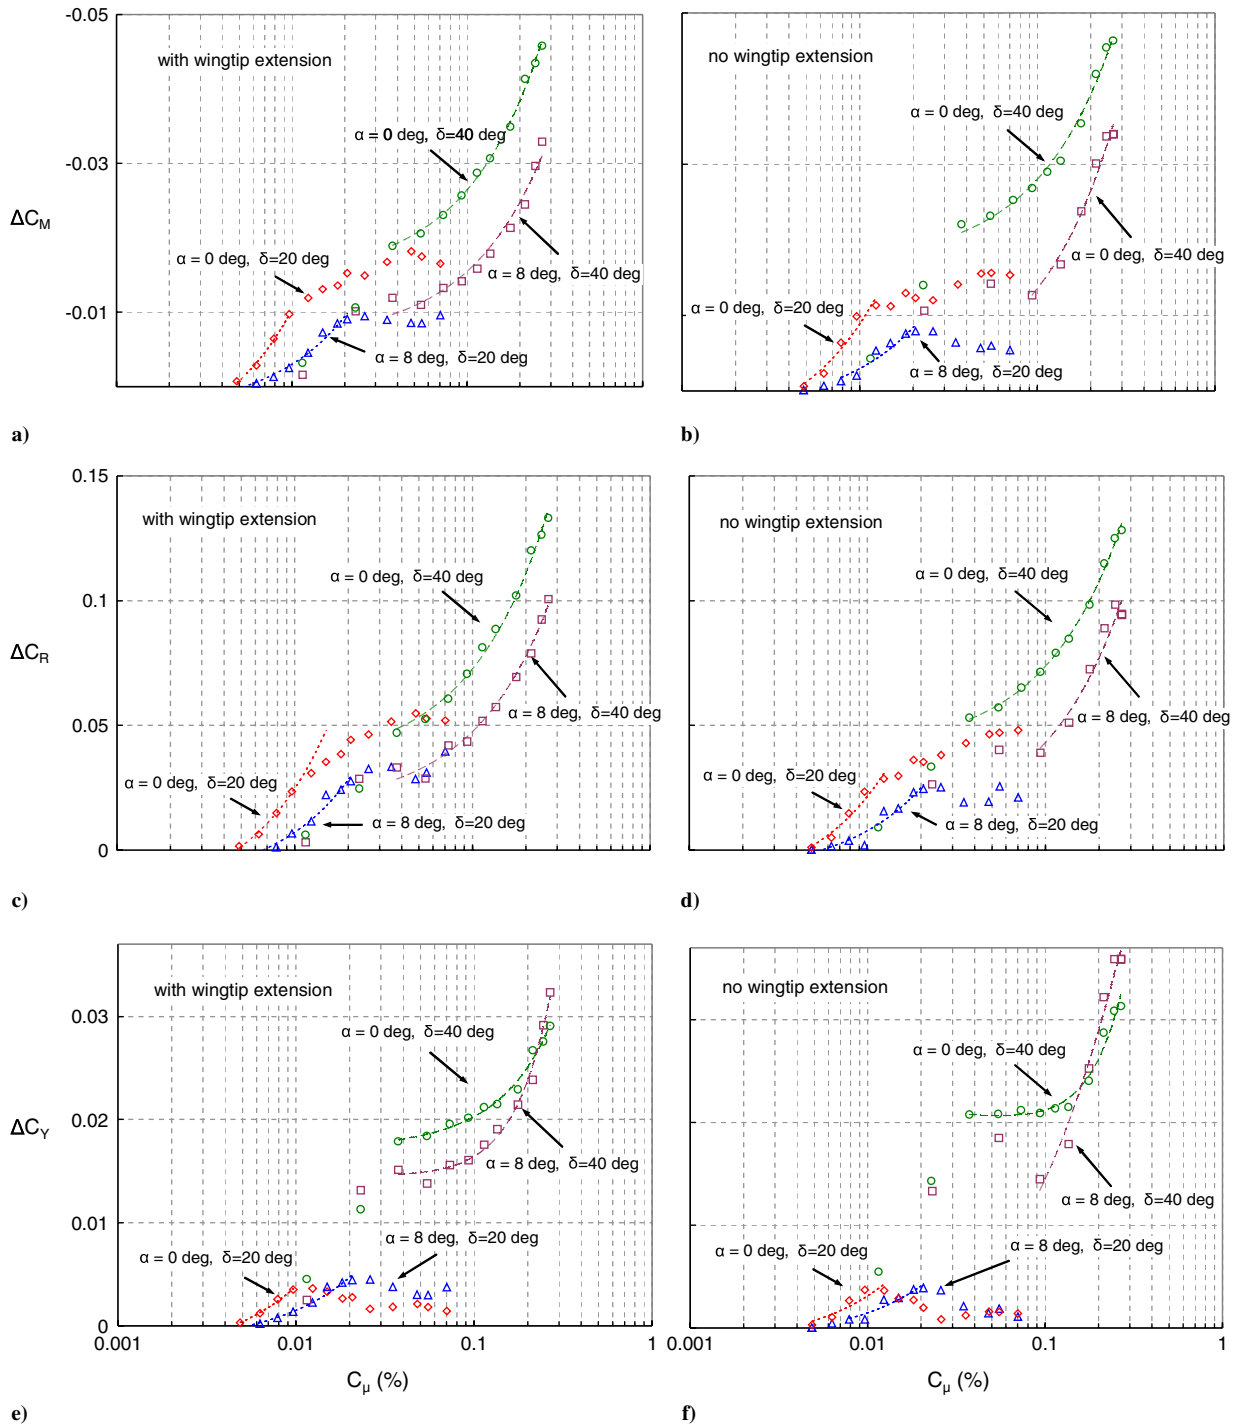 -0.05
with wingtip extension
no wingtip extension
α = 0 deg, δ=40 deg
α = 0 deg, δ=40 deg
-0.03
ΔC_M
α = 0 deg, δ=20 deg
α = 8 deg, δ=40 deg
α = 0 deg, δ=40 deg
-0.01
α = 0 deg, δ=20 deg
α = 8 deg, δ=20 deg
α = 8 deg, δ=20 deg
a)
b)
0.15
with wingtip extension
no wingtip extension
α = 0 deg, δ=40 deg
α = 0 deg, δ=40 deg
0.1
ΔC_R
0.05
α = 8 deg, δ=40 deg
α = 8 deg, δ=40 deg
α = 0 deg, δ=20 deg
α = 0 deg, δ=20 deg
α = 8 deg, δ=20 deg
α = 8 deg, δ=20 deg
0
c)
d)
with wingtip extension
no wingtip extension
0.03
α = 0 deg, δ=40 deg
α = 0 deg, δ=40 deg
0.02
ΔC_Y
α = 8 deg, δ=40 deg
α = 8 deg, δ=40 deg
0.01
α = 0 deg, δ=20 deg
α = 8 deg, δ=20 deg
α = 0 deg, δ=20 deg
α = 8 deg, δ=20 deg
0
0.001 0.01 0.1 1
0.001 0.01 0.1 1
C_μ (%)
C_μ (%)
e)
f)